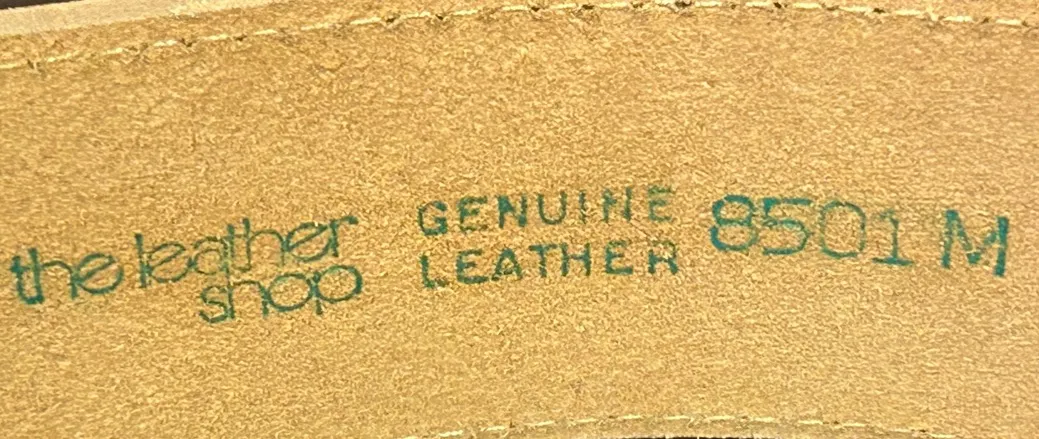 the leather
shop
GENUINE
LEATHER
8501 M